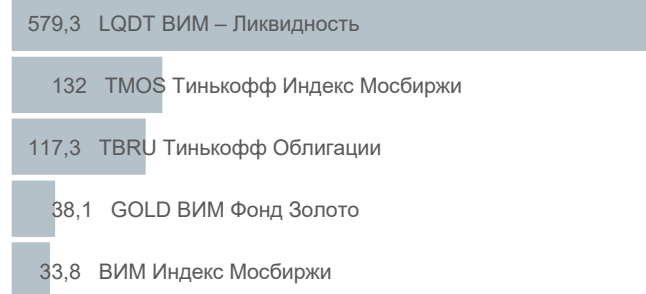 579,3 LQDT ВИМ – Ликвидность
132 TMOS Тинькофф Индекс Мосбиржи
117,3 TBRU Тинькофф Облигации
38,1 GOLD ВИМ Фонд Золото
33,8 ВИМ Индекс Мосбиржи